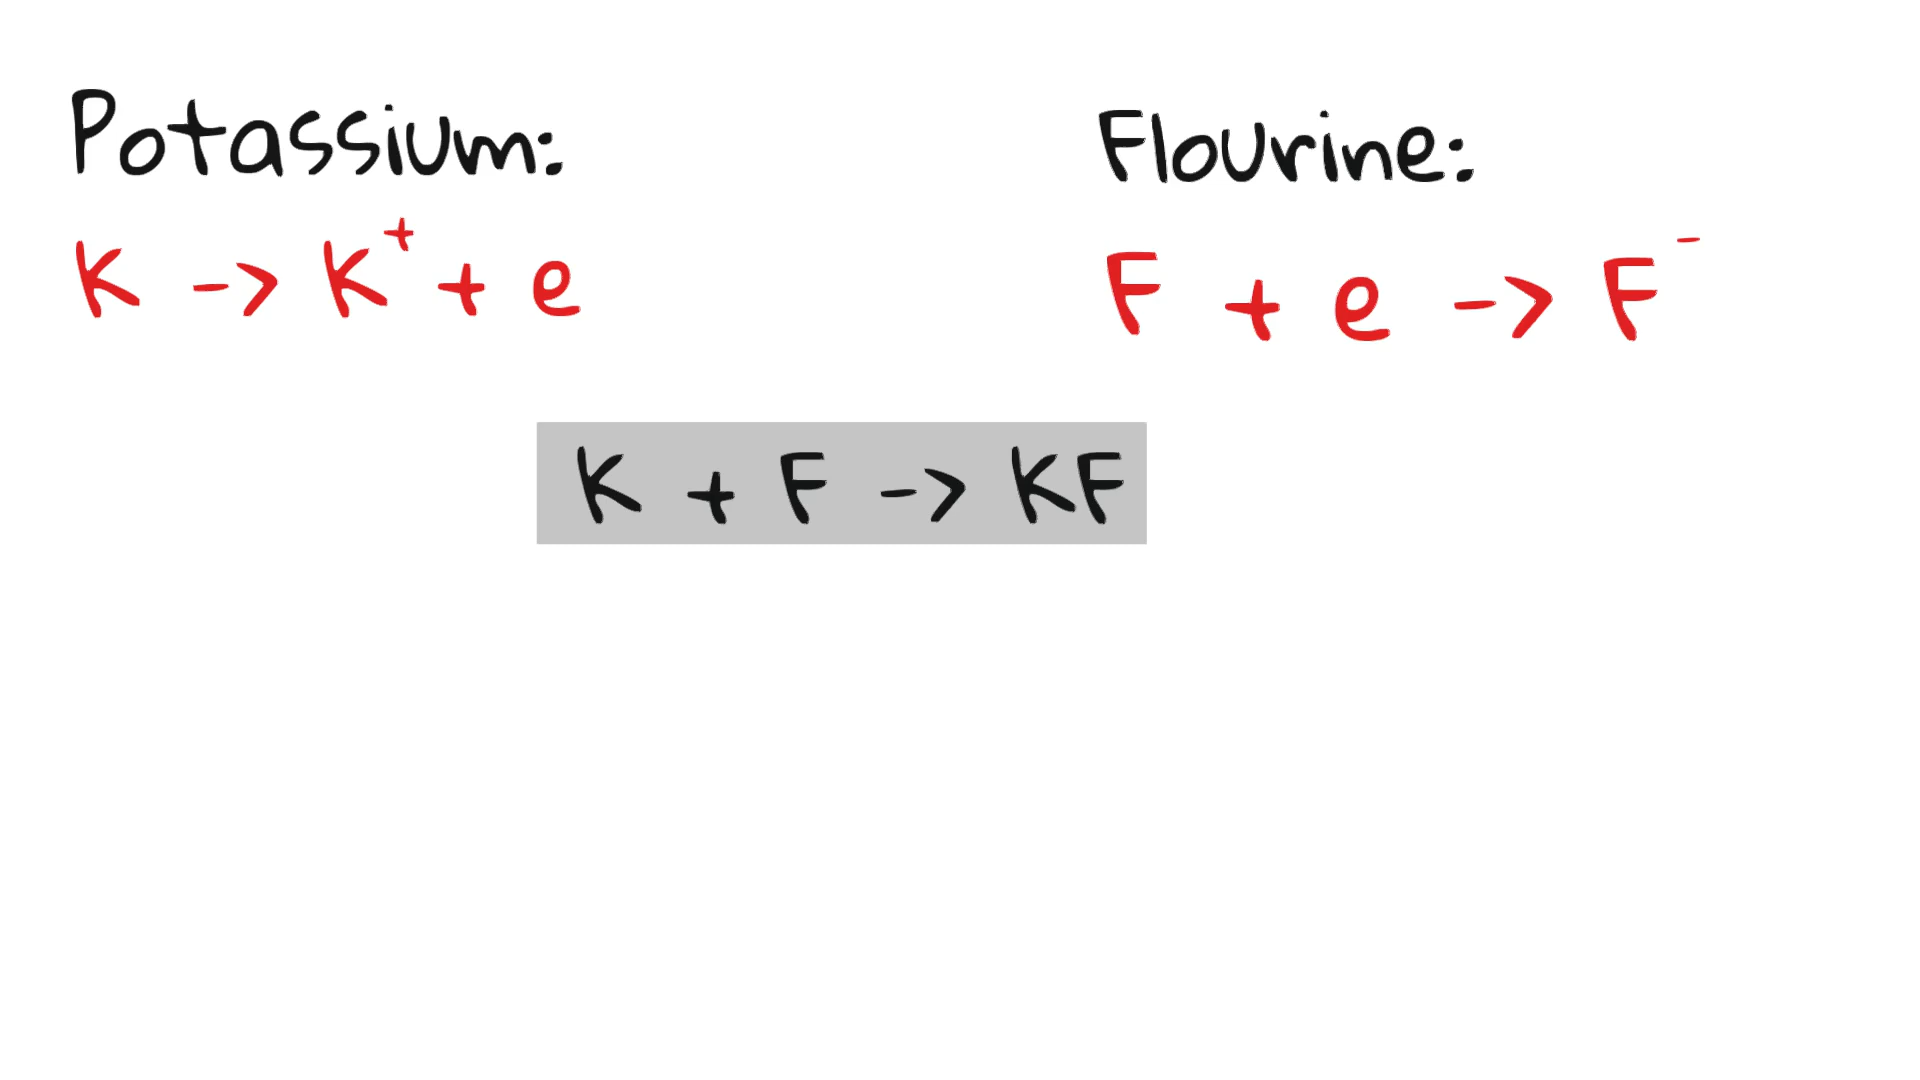 Potassium:
Flourine:
K -> K⁺ + e
F + e -> F⁻
K + F -> KF